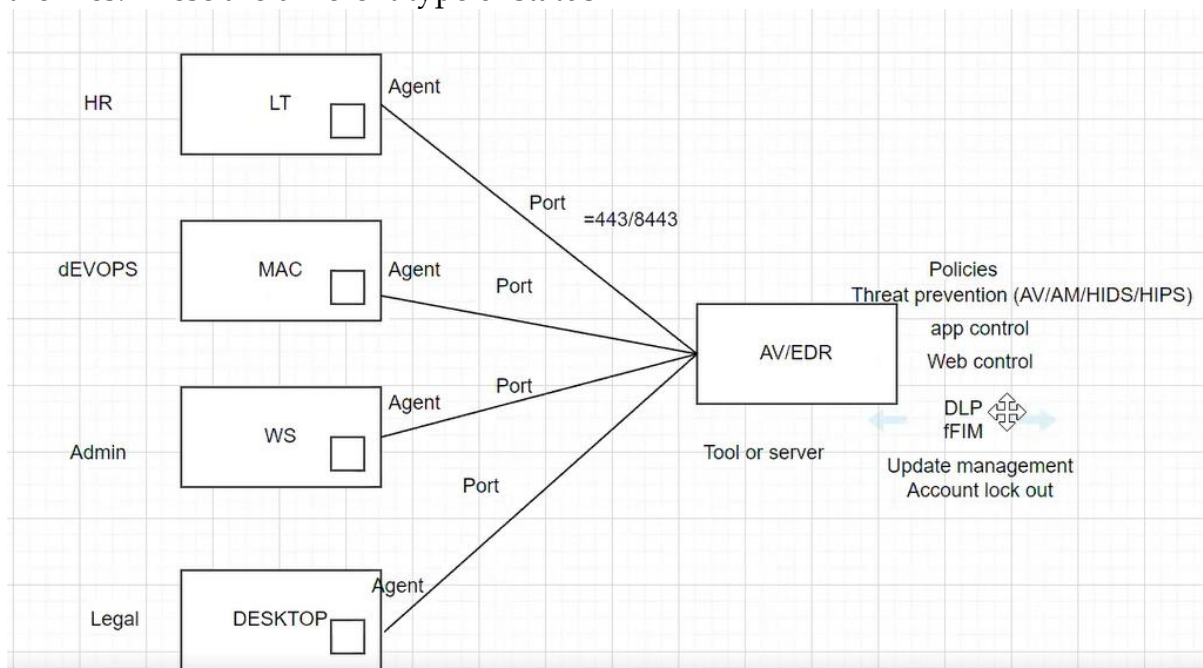 Agent
HR
LT
Port
=443/8443
dEVOPS
MAC
Agent
Port
Policies
Threat prevention (AV/AM/HIDS/HIPS)
app control
Web control
AV/EDR
Port
Agent
DLP
fFIM
WS
Admin
Tool or server
Update management
Account lock out
Port
Agent
Legal
DESKTOP